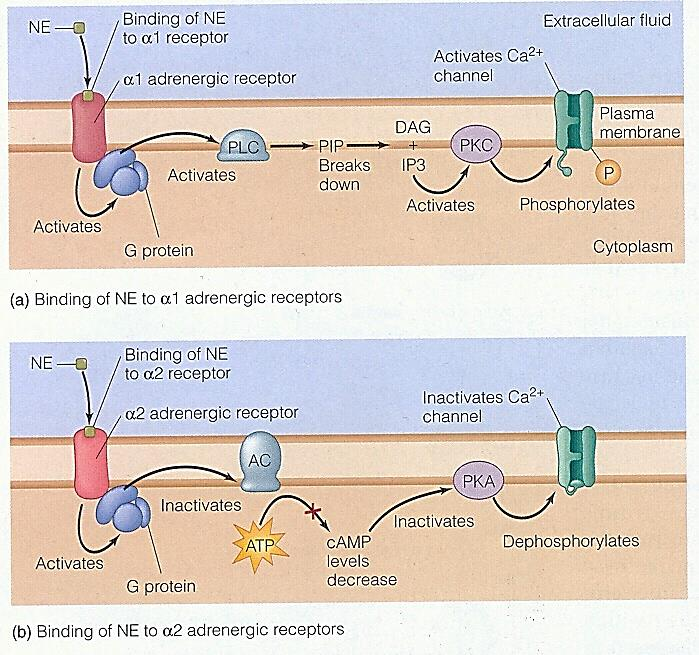 NE
Binding of NE
to α1 receptor
Extracellular fluid
α1 adrenergic receptor
Activates Ca2+
channel
Plasma
membrane
PLC
Activates
PIP
Breaks
down
DAG
+
IP3
PKC
Activates
P
Phosphorylates
Activates
G protein
Cytoplasm
(a) Binding of NE to α1 adrenergic receptors
NE
Binding of NE
to α2 receptor
α2 adrenergic receptor
Inactivates Ca2+
channel
AC
Inactivates
ATP
cAMP
levels
decrease
Inactivates
PKA
Dephosphorylates
Activates
G protein
(b) Binding of NE to α2 adrenergic receptors